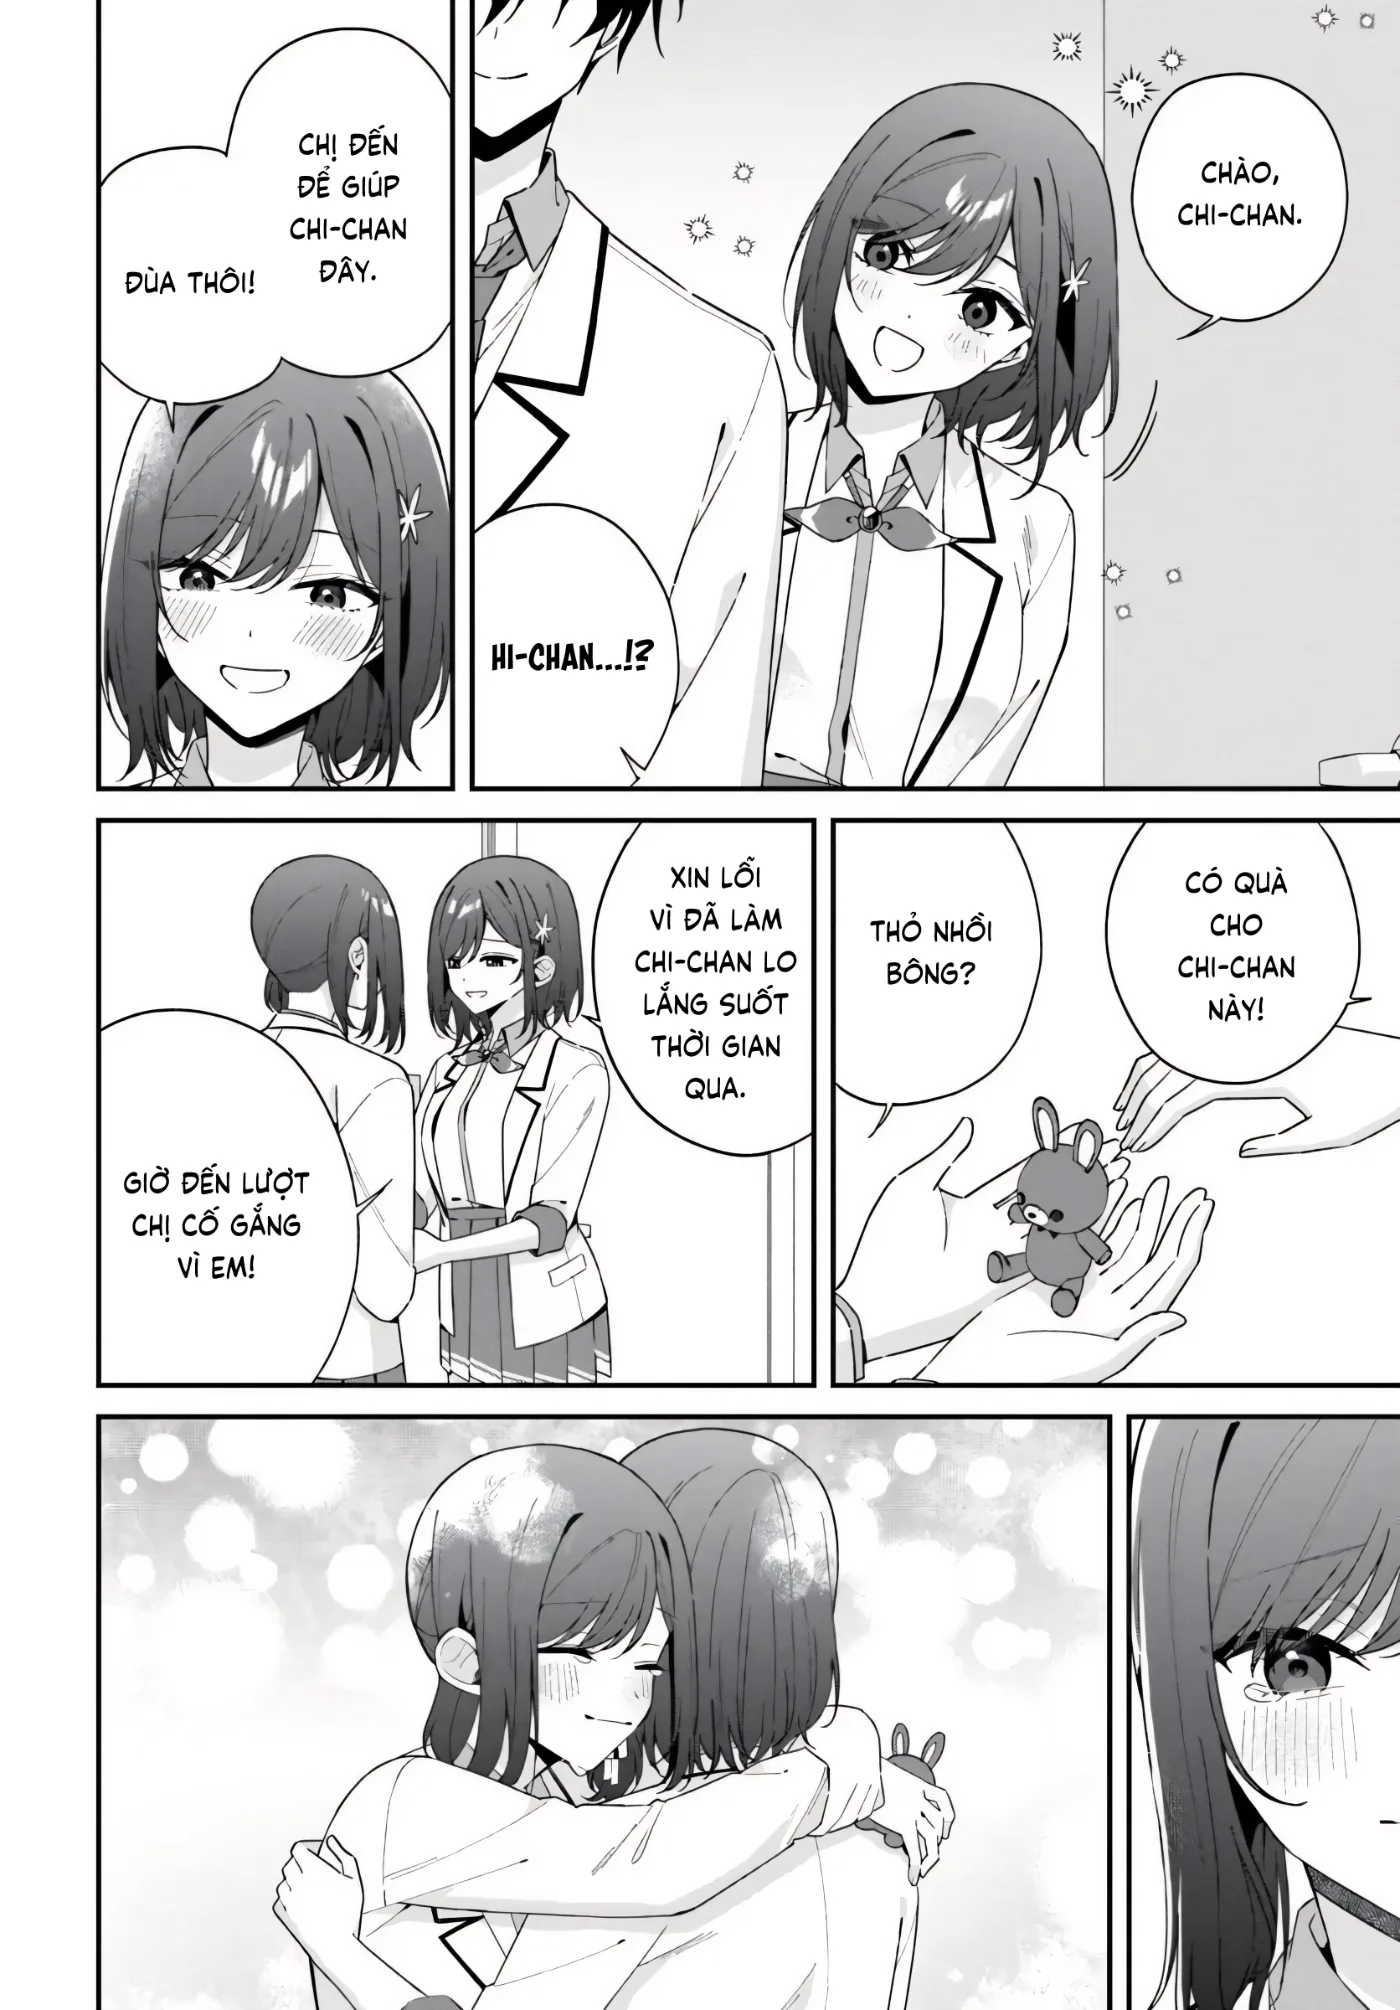 CHÀO,
CHI-CHAN.
HI-CHAN...!?
CHỊ ĐẾN
ĐỂ GIÚP
CHI-CHAN
ĐÂY.
ĐÙA THÔI!
CÓ QUÀ
CHO
CHI-CHAN
NÀY!
THỎ NHỒI
BÔNG?
XIN LỖI
VÌ ĐÃ LÀM
CHI-CHAN LO
LẮNG SUỐT
THỜI GIAN
QUA.
GIỜ ĐẾN LƯỢT
CHỊ CỐ GẮNG
VÌ EM!